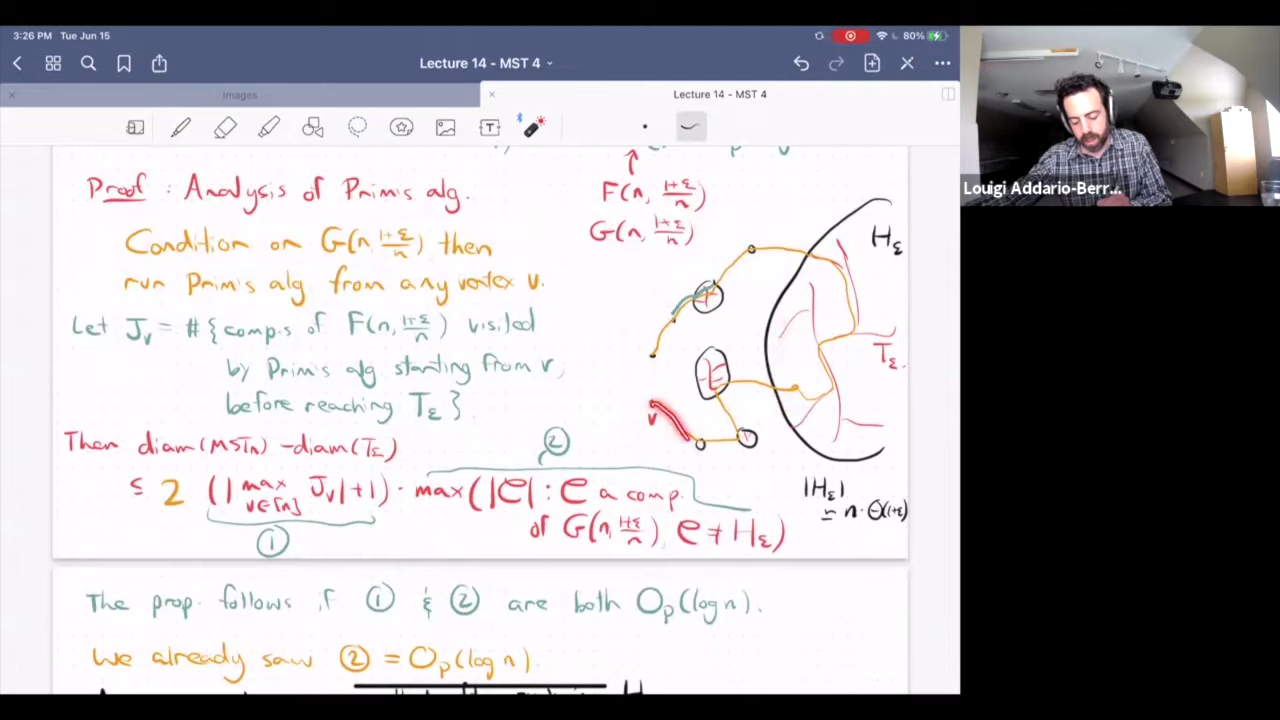 3:26 PM Tue Jun 15
80%
Lecture 14 - MST 4
Images
Lecture 14 - MST 4
Proof : Analysis of Prim's alg.
F(n, 1+ε/n)
G(n, 1+ε/n)
Condition on G(n, 1+ε/n) then
run Prim's alg from any vertex v.
Let Jv = #{comp.s of F(n, 1+ε/n) visited
by Prim's alg starting from v,
before reaching Tε}.
Hε
Tε.
v
Then diam(MSTn) - diam(Tε)
②
≤ 2 (|max v∈[n] Jv|+1) · max(|C| : C a comp.
of G(n, 1+ε/n), C ≠ Hε)
①
|Hε|
≃ n · Θ(1+ε)
The prop. follows if ① & ② are both Op(log n).
We already saw ② = Op(log n).
Louigi Addario-Berr...